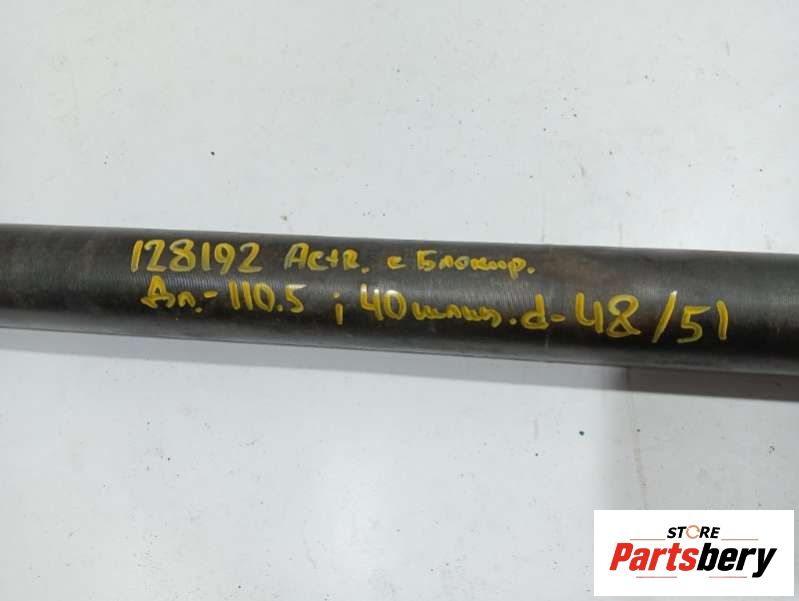 128192 Actr. с Блокир.
Дл.- 110.5 ; 40 шлиц. d- 48/51
STORE
Partsbery